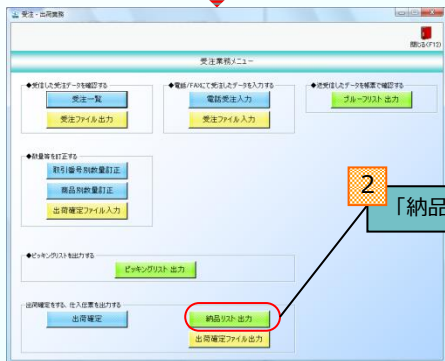 受注・出荷業務
閉じる(F12)
受注業務メニュー
◆受信した受注データを確認する
受注一覧
受注ファイル出力
◆電話/FAXにて受注したデータを入力する
電話受注入力
受注ファイル入力
◆送受信したデータを帳票で確認する
プルーフリスト 出力
◆数量等を訂正する
取引番号別数量訂正
商品別数量訂正
出荷確定ファイル入力
2
「納品
◆ピッキングリストを出力する
ピッキングリスト 出力
出荷確定をする、仕入伝票を出力する
出荷確定
納品リスト 出力
出荷確定ファイル出力